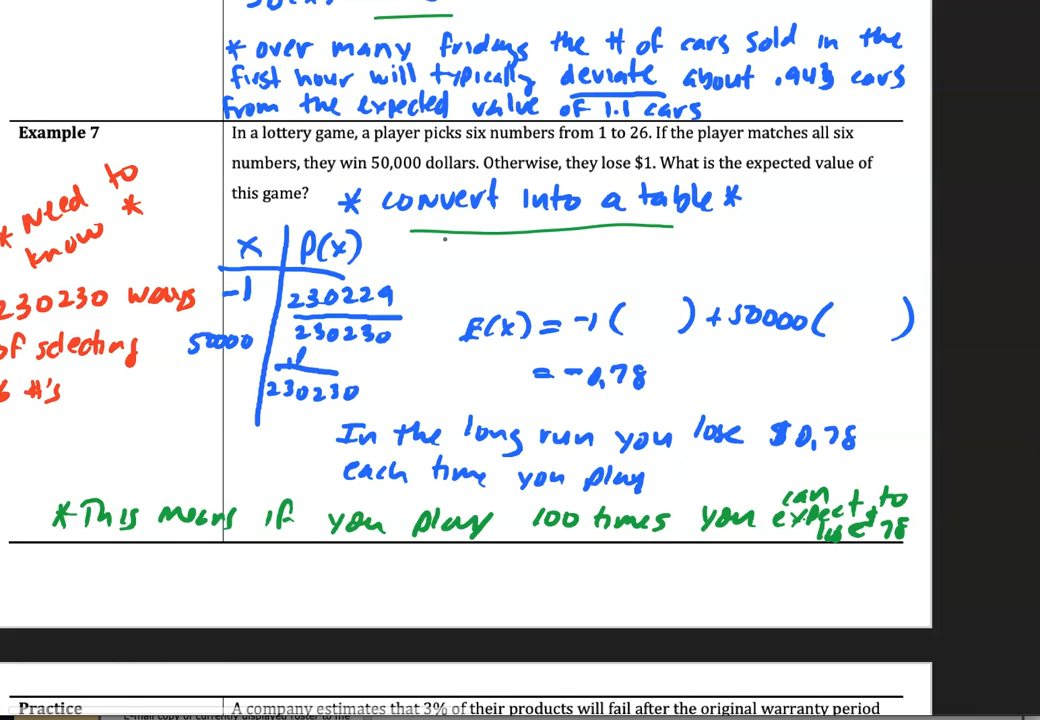 * over many fridays the # of cars sold in the
first hour will typically deviate about .943 cars
from the expected value of 1.1 cars
Example 7
In a lottery game, a player picks six numbers from 1 to 26. If the player matches all six
numbers, they win 50,000 dollars. Otherwise, they lose $1. What is the expected value of
this game?
* convert into a table *
* need to
know *
230230 ways
of selecting
6 #'s
x P(x)
-1 230229
230230
50000 1
230230
E(x) = -1( ) + 50000( )
= -0.78
In the long run you lose $0.78
each time you play
* This means if you play 100 times you can expect to
lose $78
Practice
A company estimates that 3% of their products will fail after the original warranty period